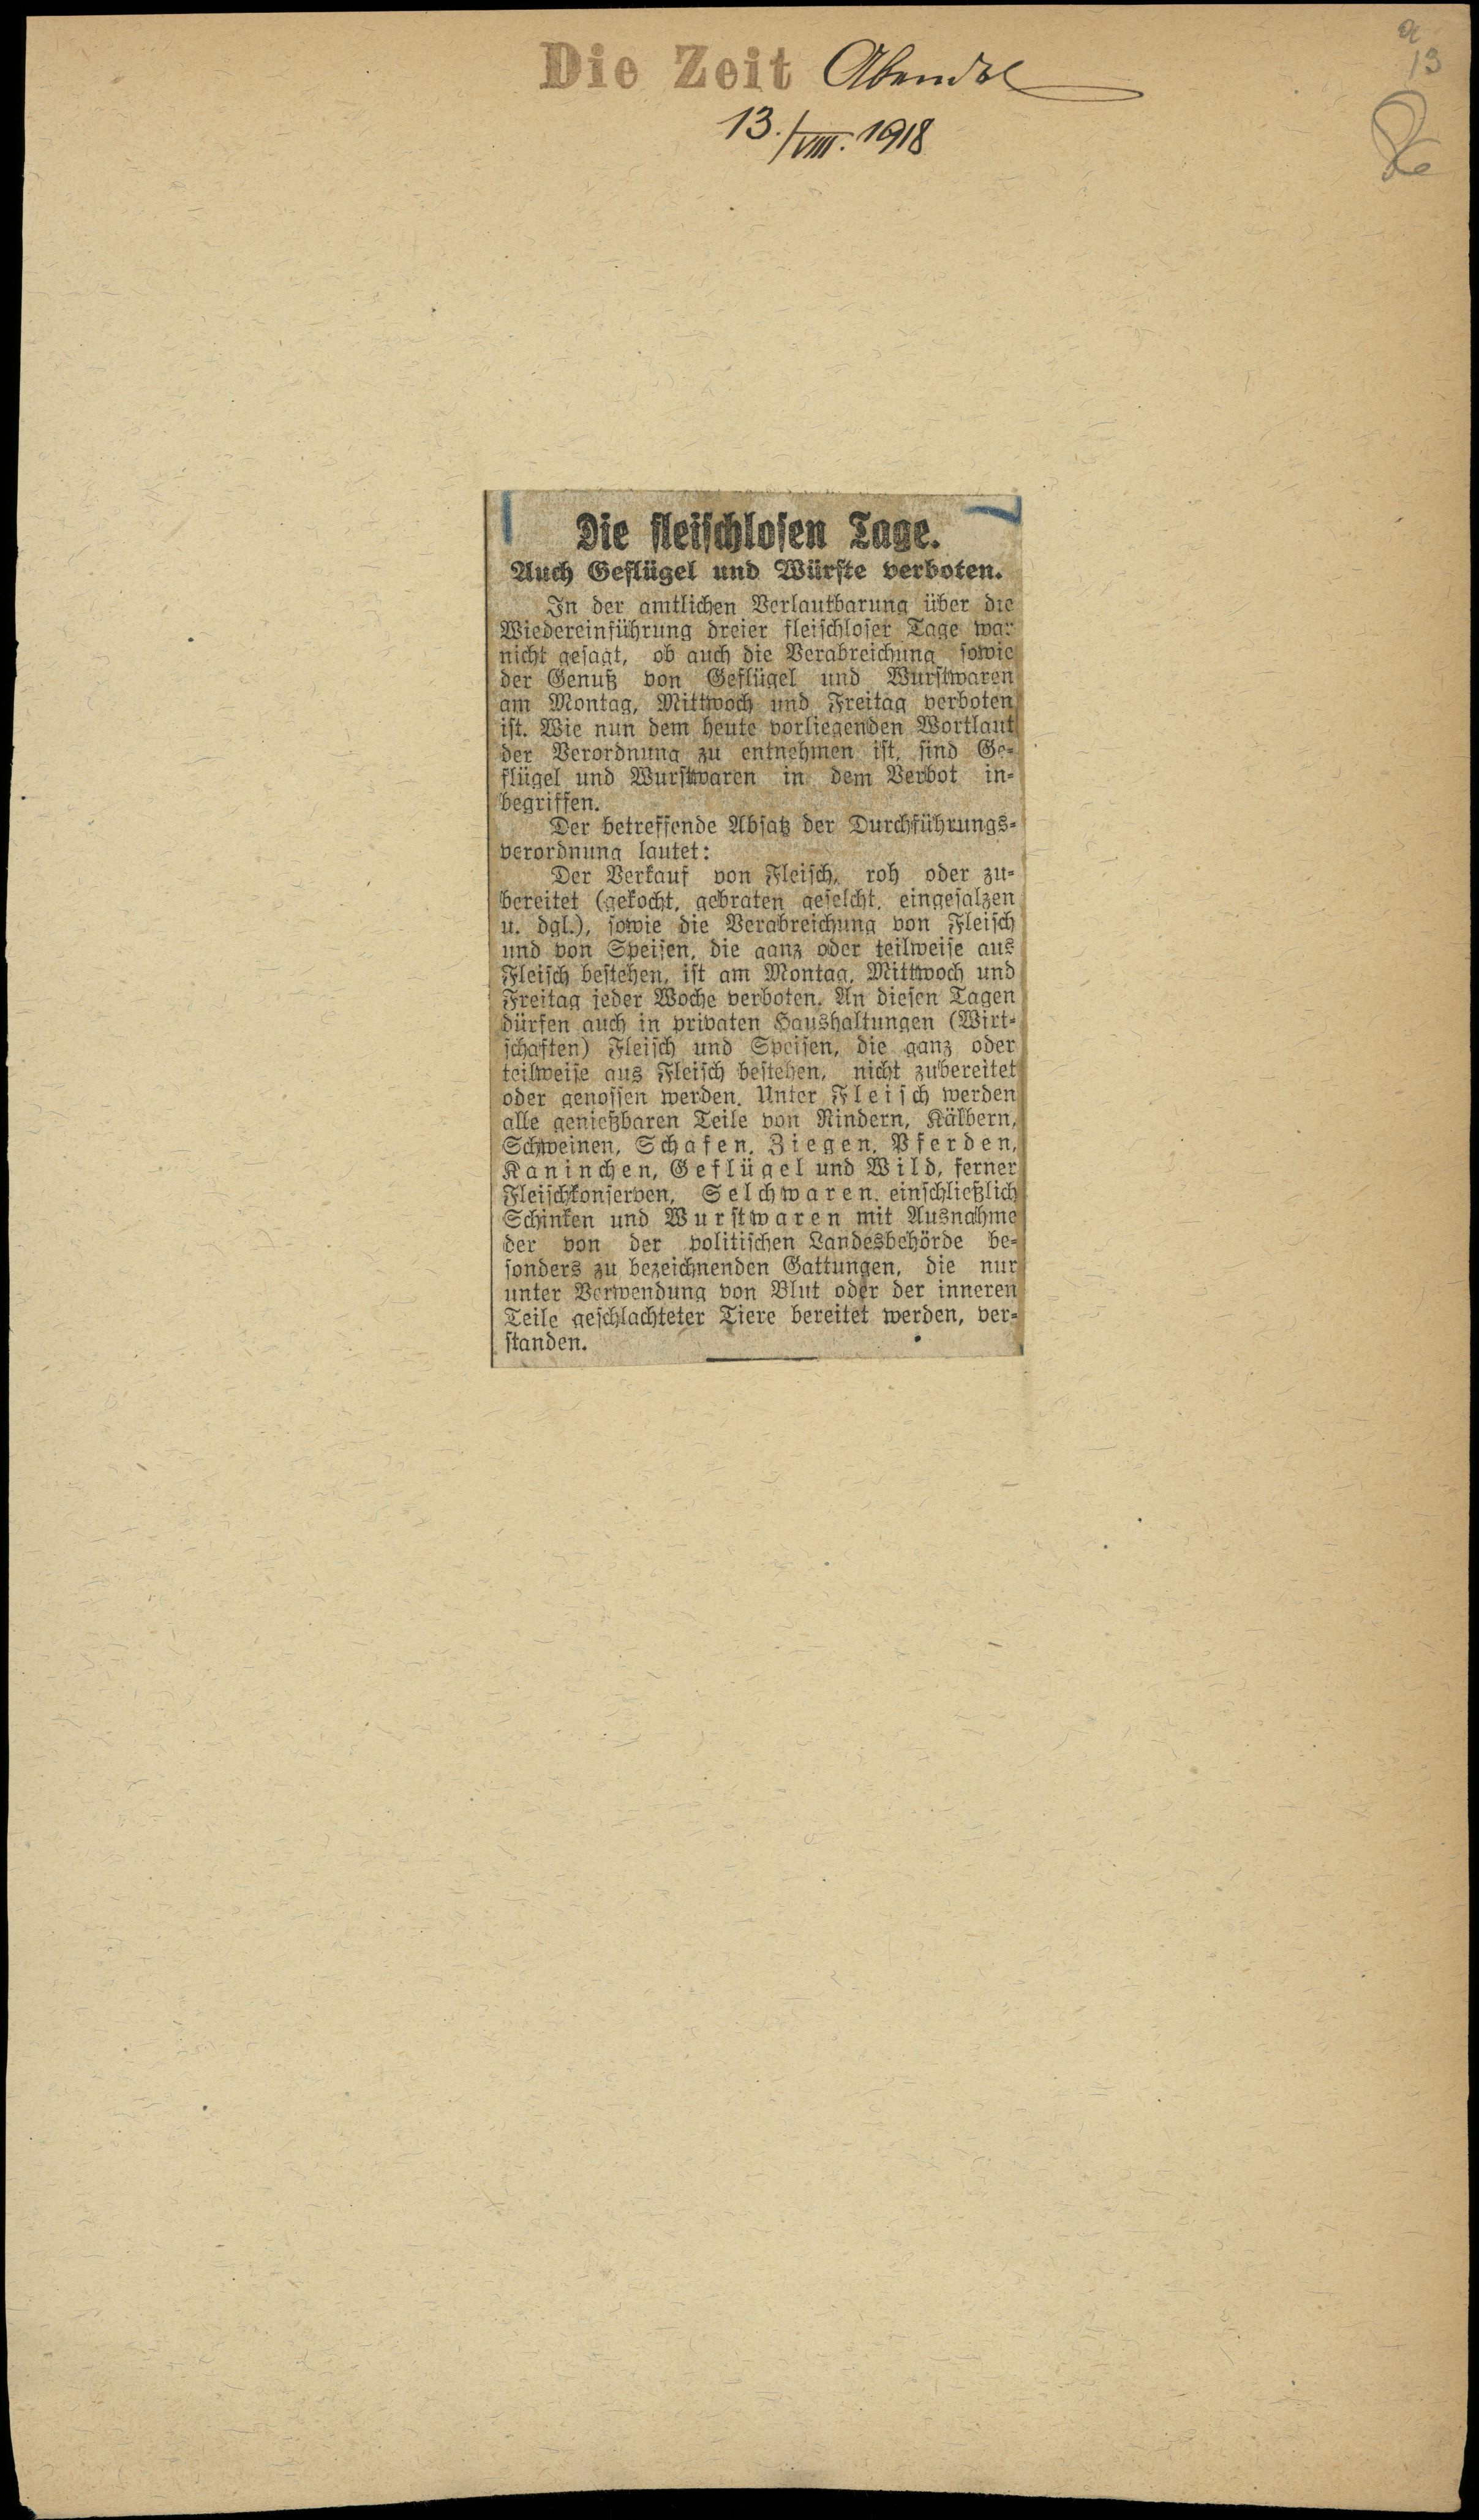 Die Zeit Abendbl
13./VIII. 1918
13
Die fleischlosen Tage.
Auch Geflügel und Würste verboten.
In der amtlichen Verlautbarung über die
Wiedereinführung dreier fleischloser Tage war
nicht gesagt, ob auch die Verabreichung sowie
der Genuß von Geflügel und Wurstwaren
am Montag, Mittwoch und Freitag verboten
ist. Wie nun dem heute vorliegenden Wortlaut
der Verordnung zu entnehmen ist, sind Ge-
flügel und Wurstwaren in dem Verbot in-
begriffen.
Der betreffende Absatz der Durchführungs-
verordnung lautet:
Der Verkauf von Fleisch, roh oder zu-
bereitet (gekocht, gebraten geselcht, eingesalzen
u. dgl.), sowie die Verabreichung von Fleisch
und von Speisen, die ganz oder teilweise aus
Fleisch bestehen, ist am Montag, Mittwoch und
Freitag jeder Woche verboten. An diesen Tagen
dürfen auch in privaten Haushaltungen (Wirt-
schaften) Fleisch und Speisen, die ganz oder
teilweise aus Fleisch bestehen, nicht zubereitet
oder genossen werden. Unter Fleisch werden
alle genießbaren Teile von Rindern, Kälbern,
Schweinen, Schafen, Ziegen, Pferden,
Kaninchen, Geflügel und Wild, ferner
Fleischkonserven, Selchwaren, einschließlich
Schinken und Wurstwaren mit Ausnahme
der von der politischen Landesbehörde be-
sonders zu bezeichnenden Gattungen, die nur
unter Verwendung von Blut oder der inneren
Teile geschlachteter Tiere bereitet werden, ver-
standen.